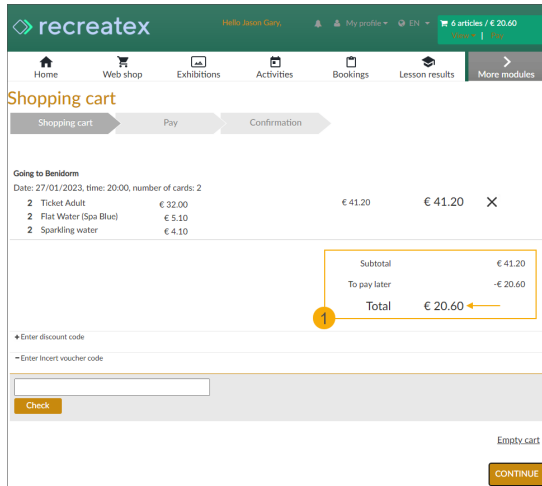 recreatex
Hello Jason Gary,
My profile
EN
6 articles / € 20.60
View | Pay
Home
Web shop
Exhibitions
Activities
Bookings
Lesson results
More modules
Shopping cart
Shopping cart
Pay
Confirmation
Going to Benidorm
Date: 27/01/2023, time: 20:00, number of cards: 2
2 Ticket Adult € 32.00 € 41.20 € 41.20
2 Flat Water (Spa Blue) € 5.10
2 Sparkling water € 4.10
Subtotal € 41.20
To pay later -€ 20.60
Total € 20.60
1
+Enter discount code
-Enter Incert voucher code
Check
Empty cart
CONTINUE